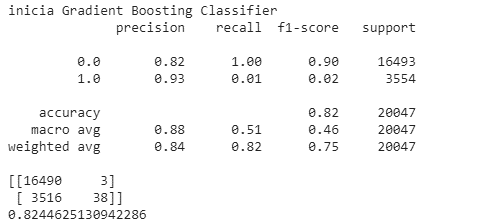 inicia Gradient Boosting Classifier
precision recall f1-score support
0.0 0.82 1.00 0.90 16493
1.0 0.93 0.01 0.02 3554
accuracy 0.82 20047
macro avg 0.88 0.51 0.46 20047
weighted avg 0.84 0.82 0.75 20047
[[16490 3]
[ 3516 38]]
0.8244625130942286